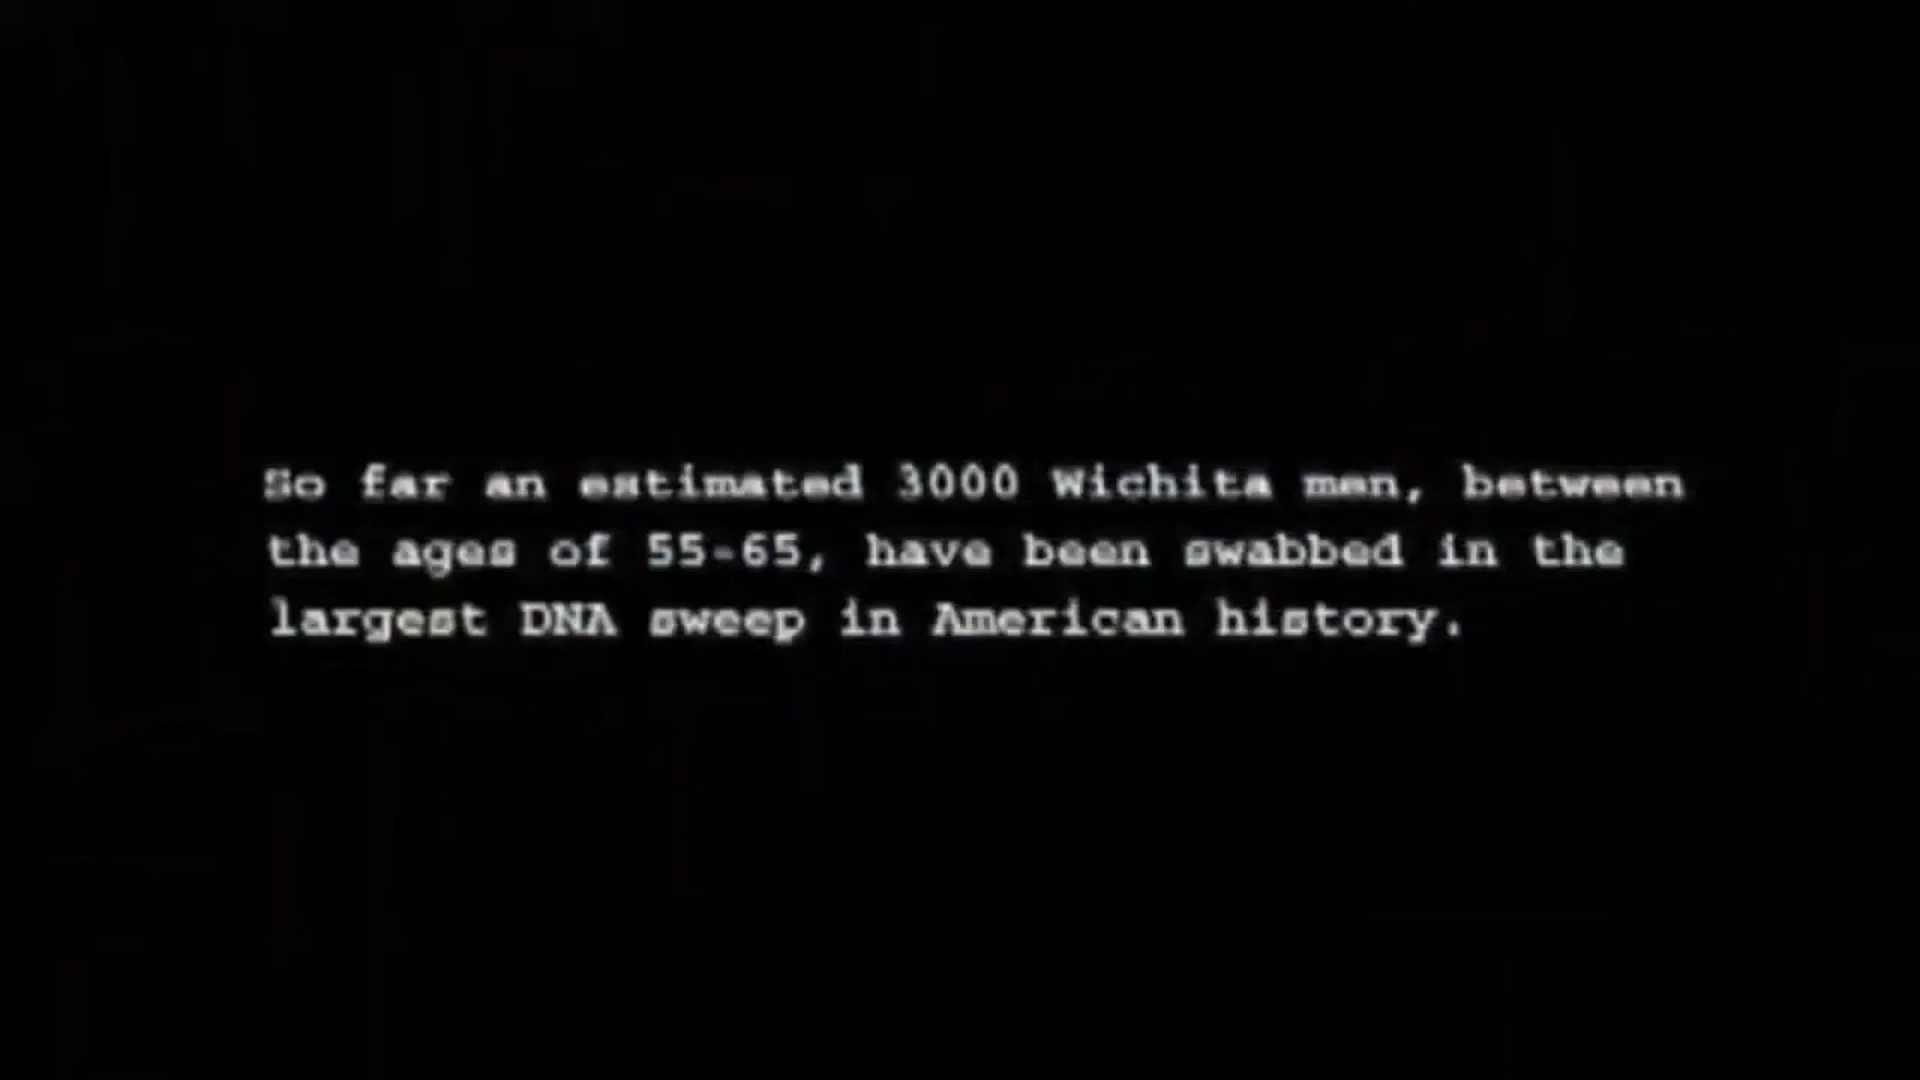 So far an estimated 3000 Wichita men, between
the ages of 55-65, have been swabbed in the
largest DNA sweep in American history.